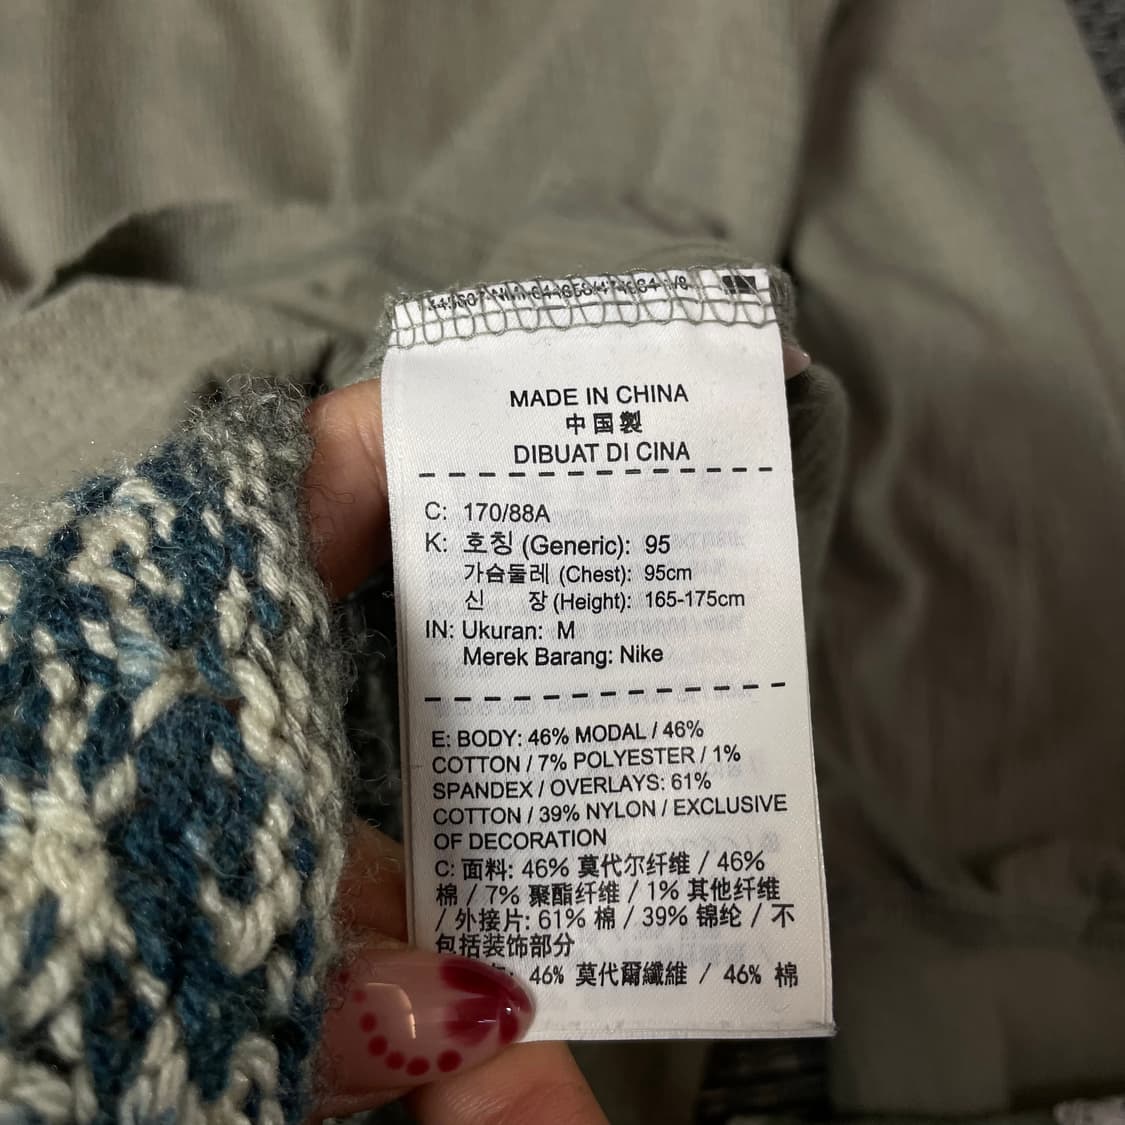 MADE IN CHINA
中国製
DIBUAT DI CINA
C: 170/88A
K: 호칭 (Generic): 95
가슴둘레 (Chest): 95cm
신 장 (Height): 165-175cm
IN: Ukuran: M
Merek Barang: Nike
E: BODY: 46% MODAL / 46%
COTTON / 7% POLYESTER / 1%
SPANDEX / OVERLAYS: 61%
COTTON / 39% NYLON / EXCLUSIVE
OF DECORATION
C: 面料: 46% 莫代尔纤维 / 46%
棉 / 7% 聚酯纤维 / 1% 其他纤维
/ 外接片: 61% 棉 / 39% 锦纶 / 不
包括装饰部分
46% 莫代爾纖維 / 46% 棉